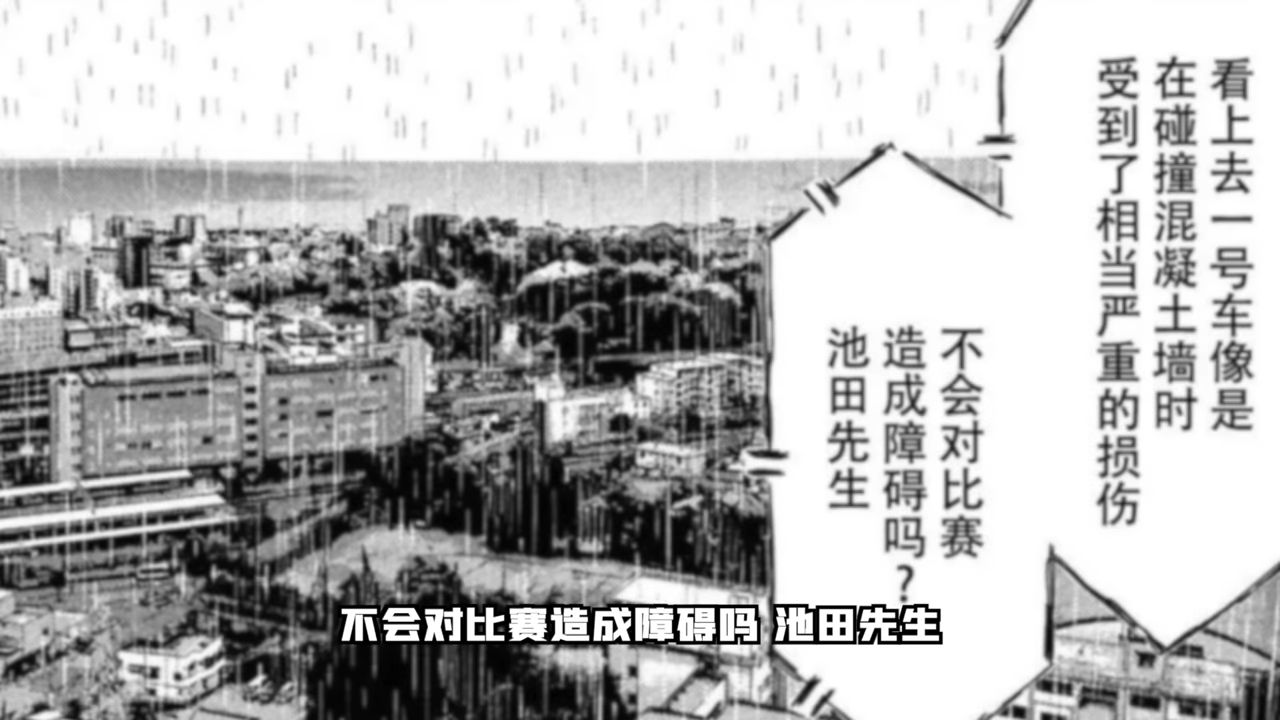 看上去一号车像是
在碰撞混凝土墙时
受到了相当严重的损伤
不会对比赛
造成障碍吗？
池田先生
不会对比赛造成障碍吗 池田先生